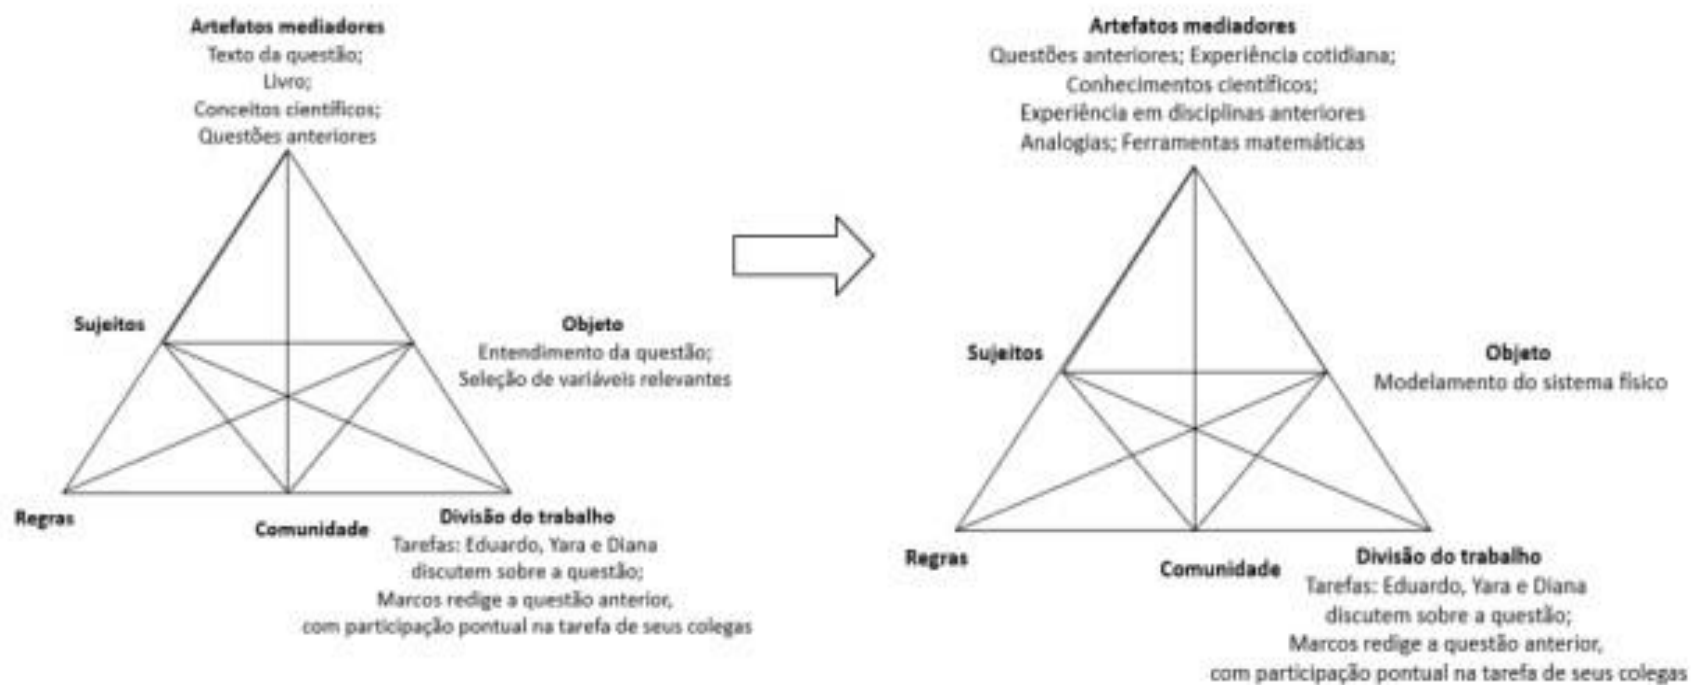 Artefatos mediadores
Texto da questão;
Livro;
Conceitos científicos;
Questões anteriores
Sujeitos
Objeto
Entendimento da questão;
Seleção de variáveis relevantes
Regras
Comunidade
Divisão do trabalho
Tarefas: Eduardo, Yara e Diana
discutem sobre a questão;
Marcos redige a questão anterior,
com participação pontual na tarefa de seus colegas
Artefatos mediadores
Questões anteriores; Experiência cotidiana;
Conhecimentos científicos;
Experiência em disciplinas anteriores
Analogias; Ferramentas matemáticas
Sujeitos
Objeto
Modelamento do sistema físico
Regras
Comunidade
Divisão do trabalho
Tarefas: Eduardo, Yara e Diana
discutem sobre a questão;
Marcos redige a questão anterior,
com participação pontual na tarefa de seus colegas